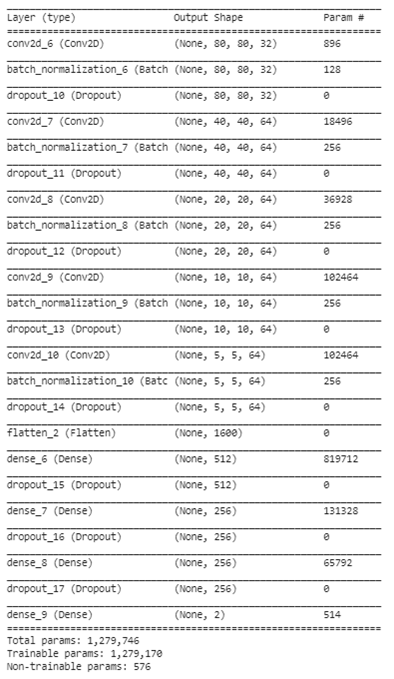 Layer (type) Output Shape Param #
conv2d_6 (Conv2D) (None, 80, 80, 32) 896
batch_normalization_6 (Batch (None, 80, 80, 32) 128
dropout_10 (Dropout) (None, 80, 80, 32) 0
conv2d_7 (Conv2D) (None, 40, 40, 64) 18496
batch_normalization_7 (Batch (None, 40, 40, 64) 256
dropout_11 (Dropout) (None, 40, 40, 64) 0
conv2d_8 (Conv2D) (None, 20, 20, 64) 36928
batch_normalization_8 (Batch (None, 20, 20, 64) 256
dropout_12 (Dropout) (None, 20, 20, 64) 0
conv2d_9 (Conv2D) (None, 10, 10, 64) 102464
batch_normalization_9 (Batch (None, 10, 10, 64) 256
dropout_13 (Dropout) (None, 10, 10, 64) 0
conv2d_10 (Conv2D) (None, 5, 5, 64) 102464
batch_normalization_10 (Batc (None, 5, 5, 64) 256
dropout_14 (Dropout) (None, 5, 5, 64) 0
flatten_2 (Flatten) (None, 1600) 0
dense_6 (Dense) (None, 512) 819712
dropout_15 (Dropout) (None, 512) 0
dense_7 (Dense) (None, 256) 131328
dropout_16 (Dropout) (None, 256) 0
dense_8 (Dense) (None, 256) 65792
dropout_17 (Dropout) (None, 256) 0
dense_9 (Dense) (None, 2) 514
Total params: 1,279,746
Trainable params: 1,279,170
Non-trainable params: 576